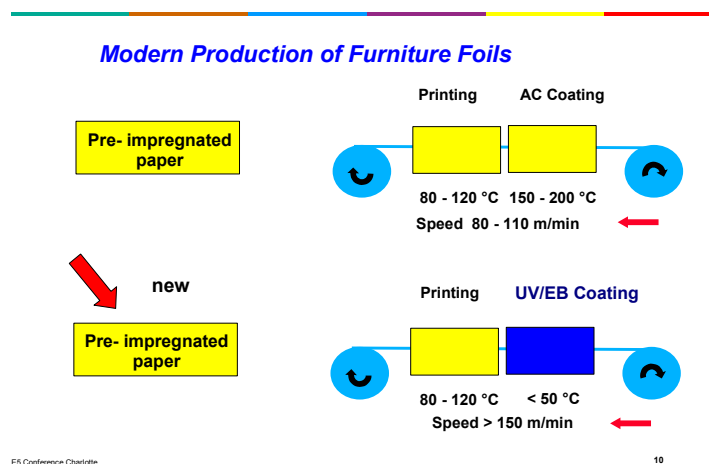 Modern Production of Furniture Foils
Printing AC Coating
Pre- impregnated
paper
80 - 120 °C 150 - 200 °C
Speed 80 - 110 m/min
new
Printing UV/EB Coating
Pre- impregnated
paper
80 - 120 °C < 50 °C
Speed > 150 m/min
E5 Conference Charlotte 10